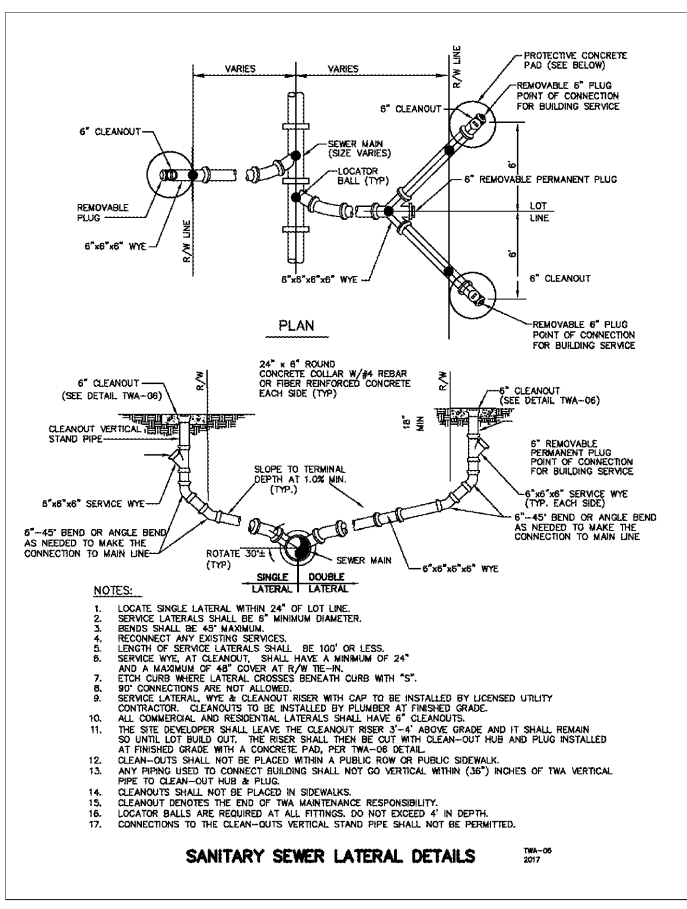 VARIES
VARIES
R/W LINE
PROTECTIVE CONCRETE
PAD (SEE BELOW)
REMOVABLE 6" PLUG
POINT OF CONNECTION
FOR BUILDING SERVICE
6" CLEANOUT
6" CLEANOUT
SEWER MAIN
(SIZE VARIES)
LOCATOR
BALL (TYP)
6" REMOVABLE PERMANENT PLUG
6'
REMOVABLE
PLUG
LOT
LINE
6"x6"x6" WYE
R/W LINE
6'
6"x6"x6"x6" WYE
6" CLEANOUT
REMOVABLE 6" PLUG
POINT OF CONNECTION
FOR BUILDING SERVICE
PLAN
24" x 6" ROUND
CONCRETE COLLAR W/#4 REBAR
OR FIBER REINFORCED CONCRETE
EACH SIDE (TYP)
6" CLEANOUT
(SEE DETAIL TWA-06)
R/W
R/W
6" CLEANOUT
(SEE DETAIL TWA-06)
CLEANOUT VERTICAL
STAND PIPE
18"
MIN
6" REMOVABLE
PERMANENT PLUG
POINT OF CONNECTION
FOR BUILDING SERVICE
SLOPE TO TERMINAL
DEPTH AT 1.0% MIN.
(TYP.)
6"x6"x6" SERVICE WYE
6"x6"x6" SERVICE WYE
(TYP. EACH SIDE)
6"-45° BEND OR ANGLE BEND
AS NEEDED TO MAKE THE
CONNECTION TO MAIN LINE
6"-45° BEND OR ANGLE BEND
AS NEEDED TO MAKE THE
CONNECTION TO MAIN LINE
ROTATE 30°±
(TYP)
SEWER MAIN
6"x6"x6"x6" WYE
SINGLE
LATERAL
DOUBLE
LATERAL
NOTES:
1. LOCATE SINGLE LATERAL WITHIN 24" OF LOT LINE.
2. SERVICE LATERALS SHALL BE 6" MINIMUM DIAMETER.
3. BENDS SHALL BE 45° MAXIMUM.
4. RECONNECT ANY EXISTING SERVICES.
5. LENGTH OF SERVICE LATERALS SHALL BE 100' OR LESS.
6. SERVICE WYE, AT CLEANOUT, SHALL HAVE A MINIMUM OF 24"
AND A MAXIMUM OF 48" COVER AT R/W TIE-IN.
7. ETCH CURB WHERE LATERAL CROSSES BENEATH CURB WITH "S".
8. 90° CONNECTIONS ARE NOT ALLOWED.
9. SERVICE LATERAL, WYE & CLEANOUT RISER WITH CAP TO BE INSTALLED BY LICENSED UTILITY
CONTRACTOR. CLEANOUTS TO BE INSTALLED BY PLUMBER AT FINISHED GRADE.
10. ALL COMMERCIAL AND RESIDENTIAL LATERALS SHALL HAVE 6" CLEANOUTS.
11. THE SITE DEVELOPER SHALL LEAVE THE CLEANOUT RISER 3'-4' ABOVE GRADE AND IT SHALL REMAIN
SO UNTIL LOT BUILD OUT. THE RISER SHALL THEN BE CUT WITH CLEAN-OUT HUB AND PLUG INSTALLED
AT FINISHED GRADE WITH A CONCRETE PAD, PER TWA-06 DETAIL.
12. CLEAN-OUTS SHALL NOT BE PLACED WITHIN A PUBLIC ROW OR PUBLIC SIDEWALK.
13. ANY PIPING USED TO CONNECT BUILDING SHALL NOT GO VERTICAL WITHIN (36") INCHES OF TWA VERTICAL
PIPE TO CLEAN-OUT HUB & PLUG.
14. CLEANOUTS SHALL NOT BE PLACED IN SIDEWALKS.
15. CLEANOUT DENOTES THE END OF TWA MAINTENANCE RESPONSIBILITY.
16. LOCATOR BALLS ARE REQUIRED AT ALL FITTINGS. DO NOT EXCEED 4' IN DEPTH.
17. CONNECTIONS TO THE CLEAN-OUTS VERTICAL STAND PIPE SHALL NOT BE PERMITTED.
SANITARY SEWER LATERAL DETAILS
TWA-05
2017